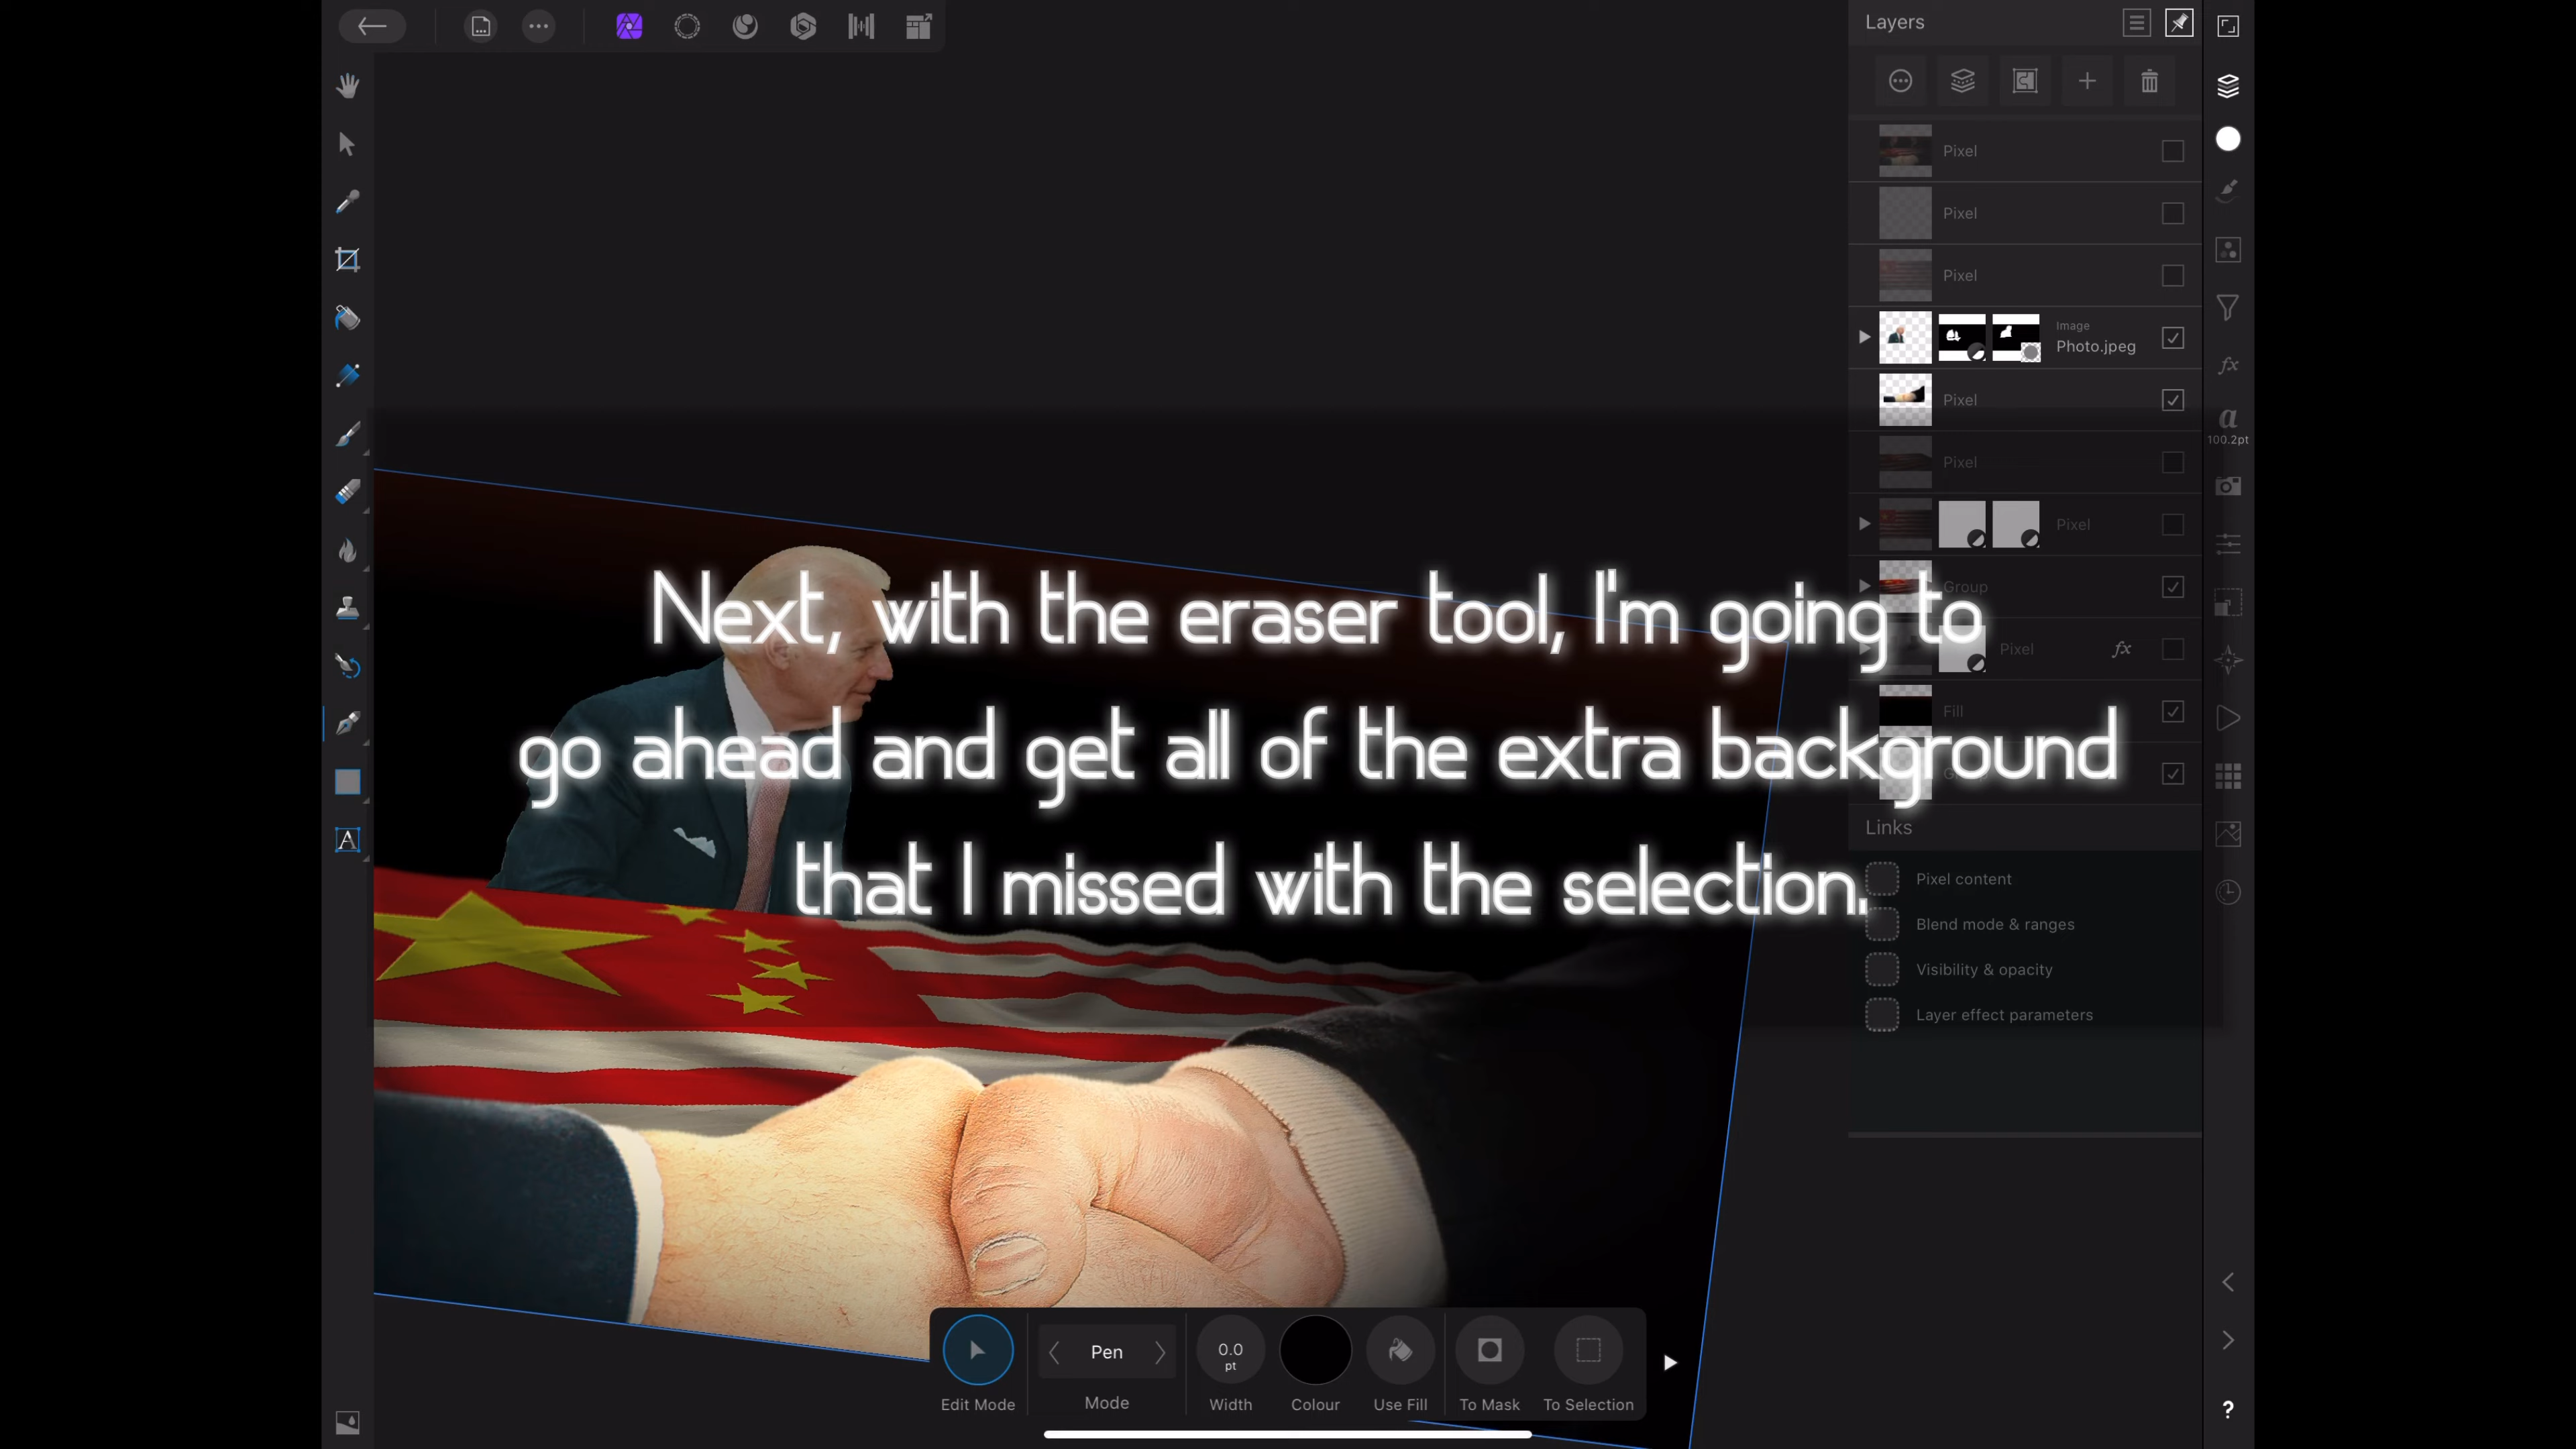 Layers
Pixel
Pixel
Pixel
Image
Photo.jpeg
Pixel
a
100.2pt
Pixel
Pixel
Group
Pixel fx
Fill
Next, with the eraser tool, I'm going to
go ahead and get all of the extra background
that I missed with the selection.
Links
Pixel content
Blend mode & ranges
Visibility & opacity
Layer effect parameters
A
Pen
0.0
pt
Edit Mode
Mode
Width
Colour
Use Fill
To Mask
To Selection
?